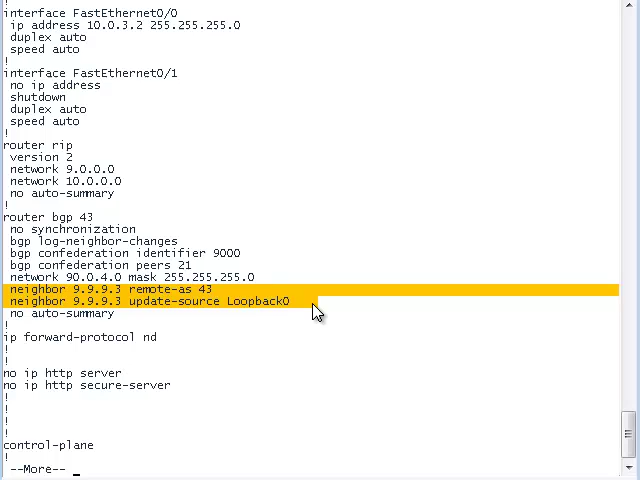 !
interface FastEthernet0/0
ip address 10.0.3.2 255.255.255.0
duplex auto
speed auto
!
interface FastEthernet0/1
no ip address
shutdown
duplex auto
speed auto
!
router rip
version 2
network 9.0.0.0
network 10.0.0.0
no auto-summary
!
router bgp 43
no synchronization
bgp log-neighbor-changes
bgp confederation identifier 9000
bgp confederation peers 21
network 90.0.4.0 mask 255.255.255.0
neighbor 9.9.9.3 remote-as 43
neighbor 9.9.9.3 update-source Loopback0
no auto-summary
!
ip forward-protocol nd
!
!
no ip http server
no ip http secure-server
!
!
!
!
control-plane
!
--More-- _